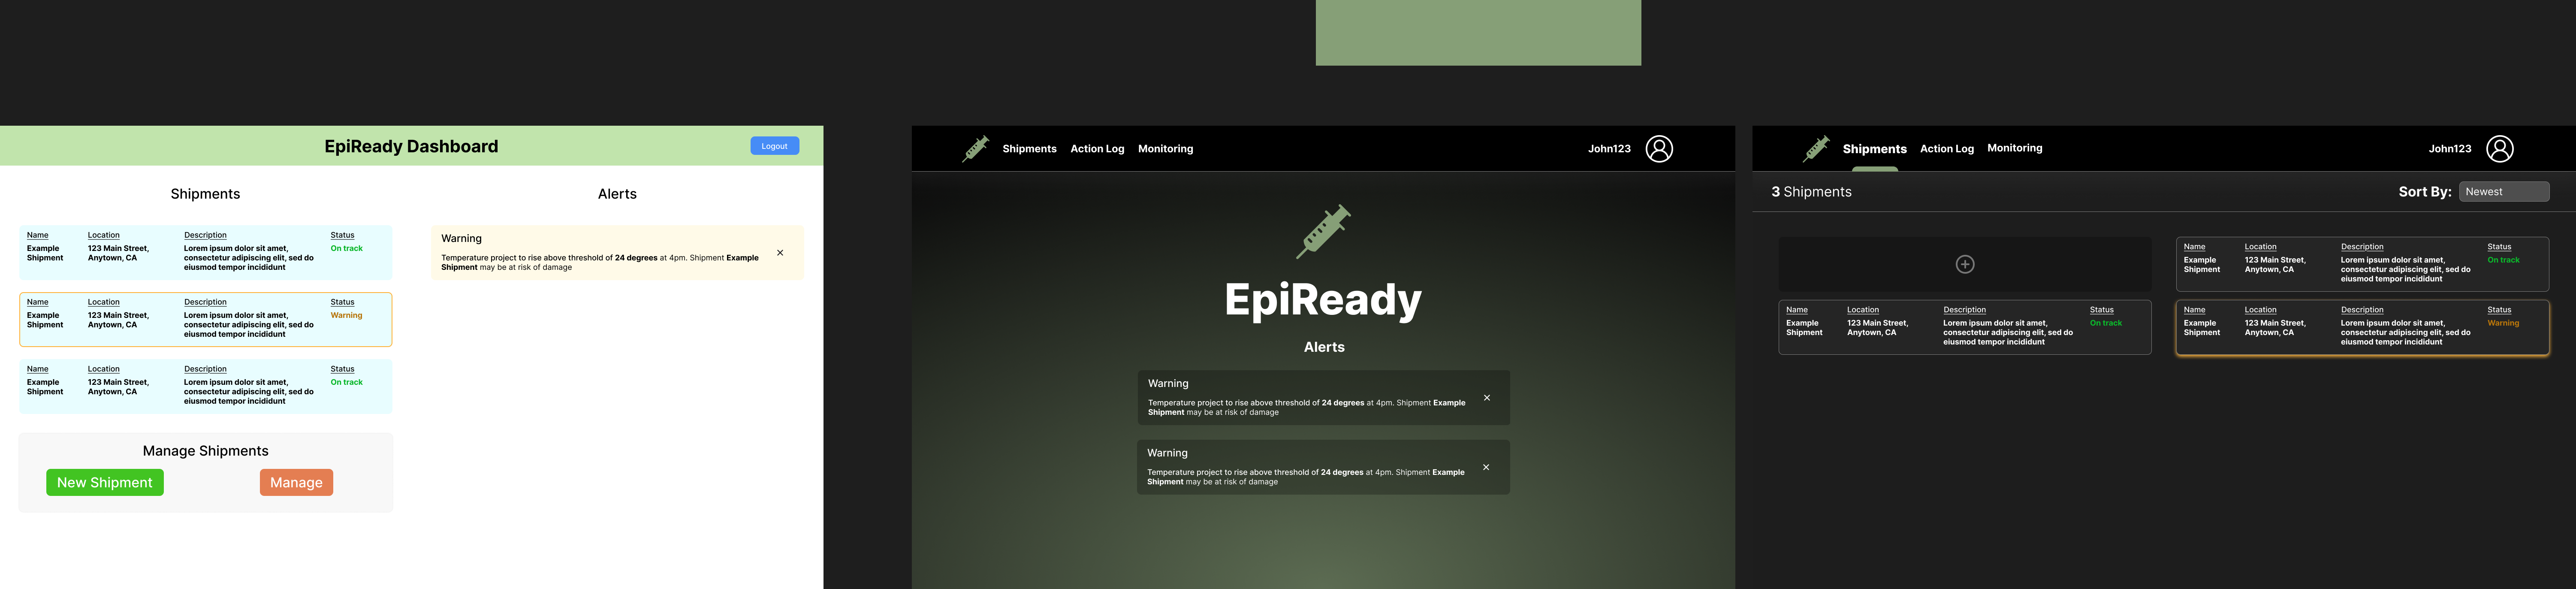 EpiReady Dashboard
Logout
Shipments
Name Location Description Status
Example Shipment 123 Main Street, Anytown, CA Lorem ipsum dolor sit amet, consectetur adipiscing elit, sed do eiusmod tempor incididunt On track
Name Location Description Status
Example Shipment 123 Main Street, Anytown, CA Lorem ipsum dolor sit amet, consectetur adipiscing elit, sed do eiusmod tempor incididunt Warning
Name Location Description Status
Example Shipment 123 Main Street, Anytown, CA Lorem ipsum dolor sit amet, consectetur adipiscing elit, sed do eiusmod tempor incididunt On track
Manage Shipments
New Shipment Manage
Alerts
Warning
Temperature project to rise above threshold of 24 degrees at 4pm. Shipment Example
Shipment may be at risk of damage
Shipments Action Log Monitoring John123
EpiReady
Alerts
Warning
Temperature project to rise above threshold of 24 degrees at 4pm. Shipment Example
Shipment may be at risk of damage
Warning
Temperature project to rise above threshold of 24 degrees at 4pm. Shipment Example
Shipment may be at risk of damage
Shipments Action Log Monitoring John123
3 Shipments Sort By: Newest
Name Location Description Status
Example Shipment 123 Main Street, Anytown, CA Lorem ipsum dolor sit amet, consectetur adipiscing elit, sed do eiusmod tempor incididunt On track
Name Location Description Status
Example Shipment 123 Main Street, Anytown, CA Lorem ipsum dolor sit amet, consectetur adipiscing elit, sed do eiusmod tempor incididunt On track
Name Location Description Status
Example Shipment 123 Main Street, Anytown, CA Lorem ipsum dolor sit amet, consectetur adipiscing elit, sed do eiusmod tempor incididunt Warning